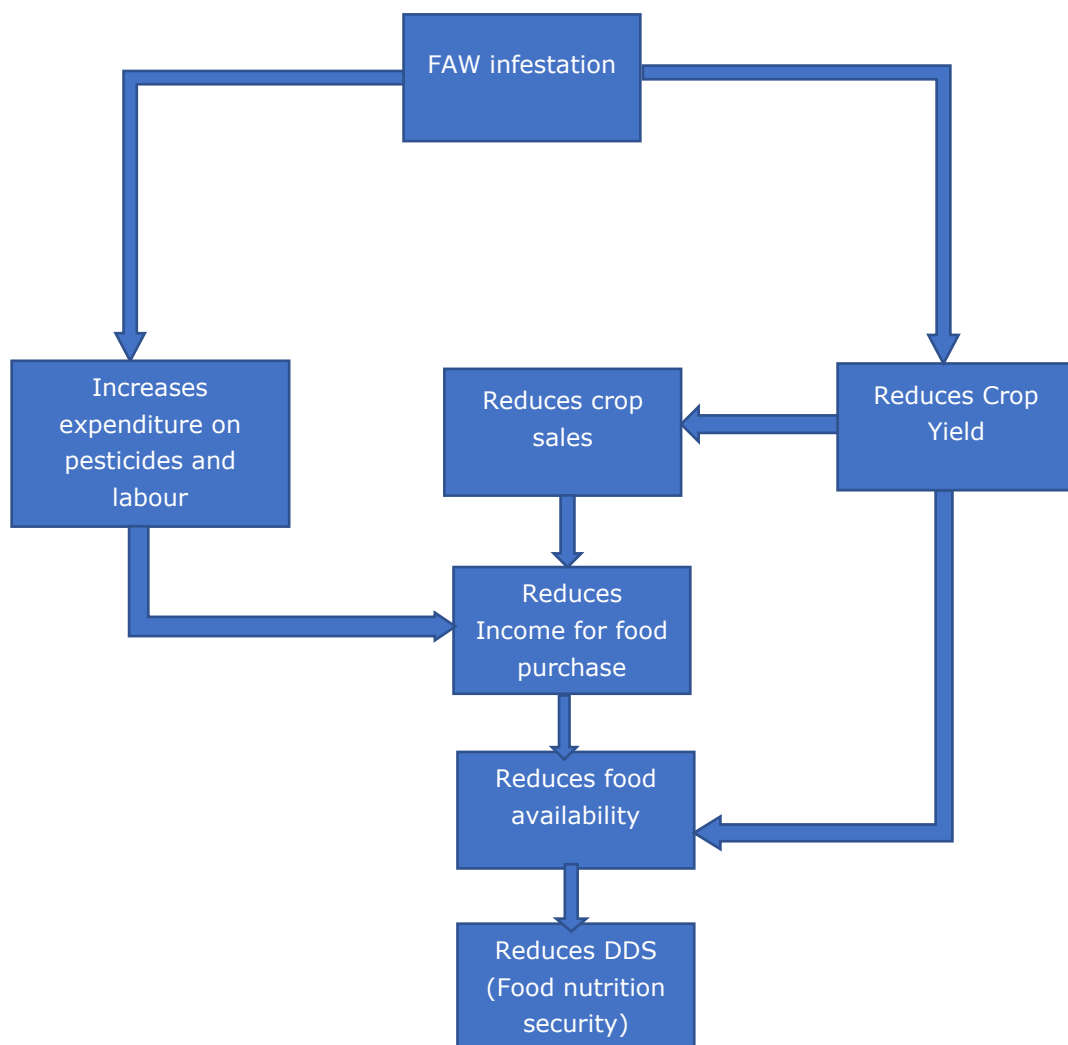 FAW infestation
Increases
expenditure on
pesticides and
labour
Reduces crop
sales
Reduces Crop
Yield
Reduces
Income for food
purchase
Reduces food
availability
Reduces DDS
(Food nutrition
security)